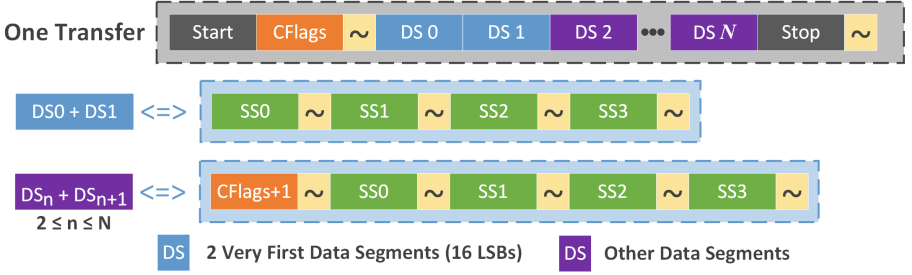 One Transfer Start CFlags ~ DS 0 DS 1 DS 2 ••• DS N Stop ~
DS0 + DS1 <=> SS0 ~ SS1 ~ SS2 ~ SS3 ~
DSn + DSn+1 <=> CFlags+1 ~ SS0 ~ SS1 ~ SS2 ~ SS3 ~
2 ≤ n ≤ N
DS 2 Very First Data Segments (16 LSBs) DS Other Data Segments